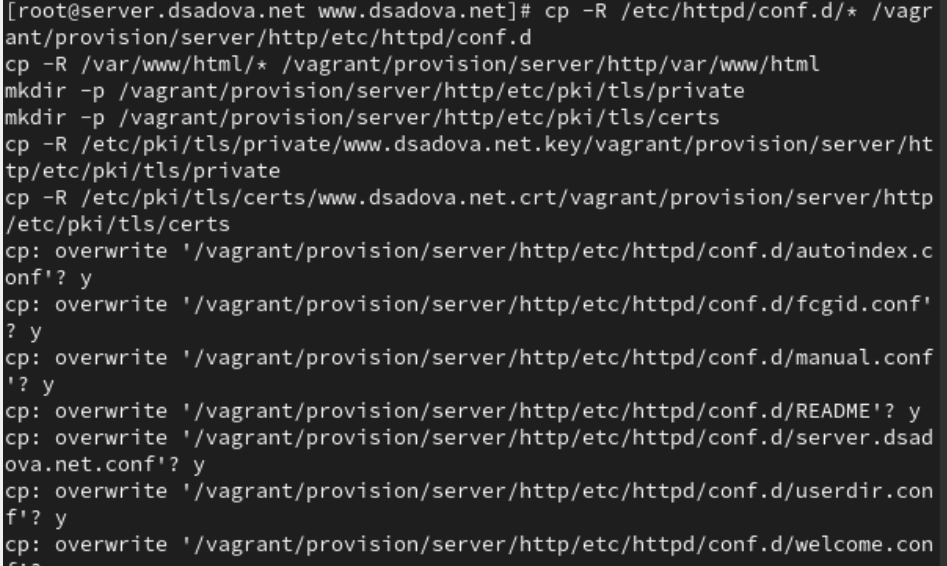 [root@server.dsadova.net www.dsadova.net]# cp -R /etc/httpd/conf.d/* /vagr
ant/provision/server/http/etc/httpd/conf.d
cp -R /var/www/html/* /vagrant/provision/server/http/var/www/html
mkdir -p /vagrant/provision/server/http/etc/pki/tls/private
mkdir -p /vagrant/provision/server/http/etc/pki/tls/certs
cp -R /etc/pki/tls/private/www.dsadova.net.key/vagrant/provision/server/ht
tp/etc/pki/tls/private
cp -R /etc/pki/tls/certs/www.dsadova.net.crt/vagrant/provision/server/http
/etc/pki/tls/certs
cp: overwrite '/vagrant/provision/server/http/etc/httpd/conf.d/autoindex.c
onf'? y
cp: overwrite '/vagrant/provision/server/http/etc/httpd/conf.d/fcgid.conf'
? y
cp: overwrite '/vagrant/provision/server/http/etc/httpd/conf.d/manual.conf
'? y
cp: overwrite '/vagrant/provision/server/http/etc/httpd/conf.d/README'? y
cp: overwrite '/vagrant/provision/server/http/etc/httpd/conf.d/server.dsad
ova.net.conf'? y
cp: overwrite '/vagrant/provision/server/http/etc/httpd/conf.d/userdir.con
f'? y
cp: overwrite '/vagrant/provision/server/http/etc/httpd/conf.d/welcome.con